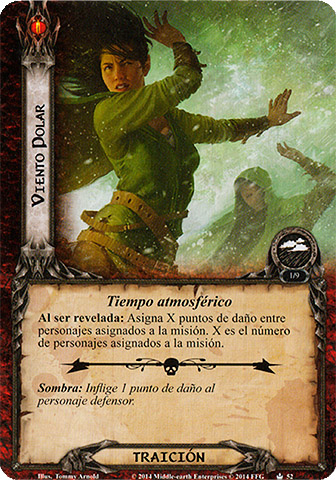 VIENTO POLAR
1/9
Tiempo atmosférico
Al ser revelada: Asigna X puntos de daño entre
personajes asignados a la misión. X es el número
de personajes asignados a la misión.
Sombra: Inflige 1 punto de daño al
personaje defensor.
TRAICIÓN
Illus. Tommy Arnold
© 2014 Middle-earth Enterprises © 2014 FFG
52